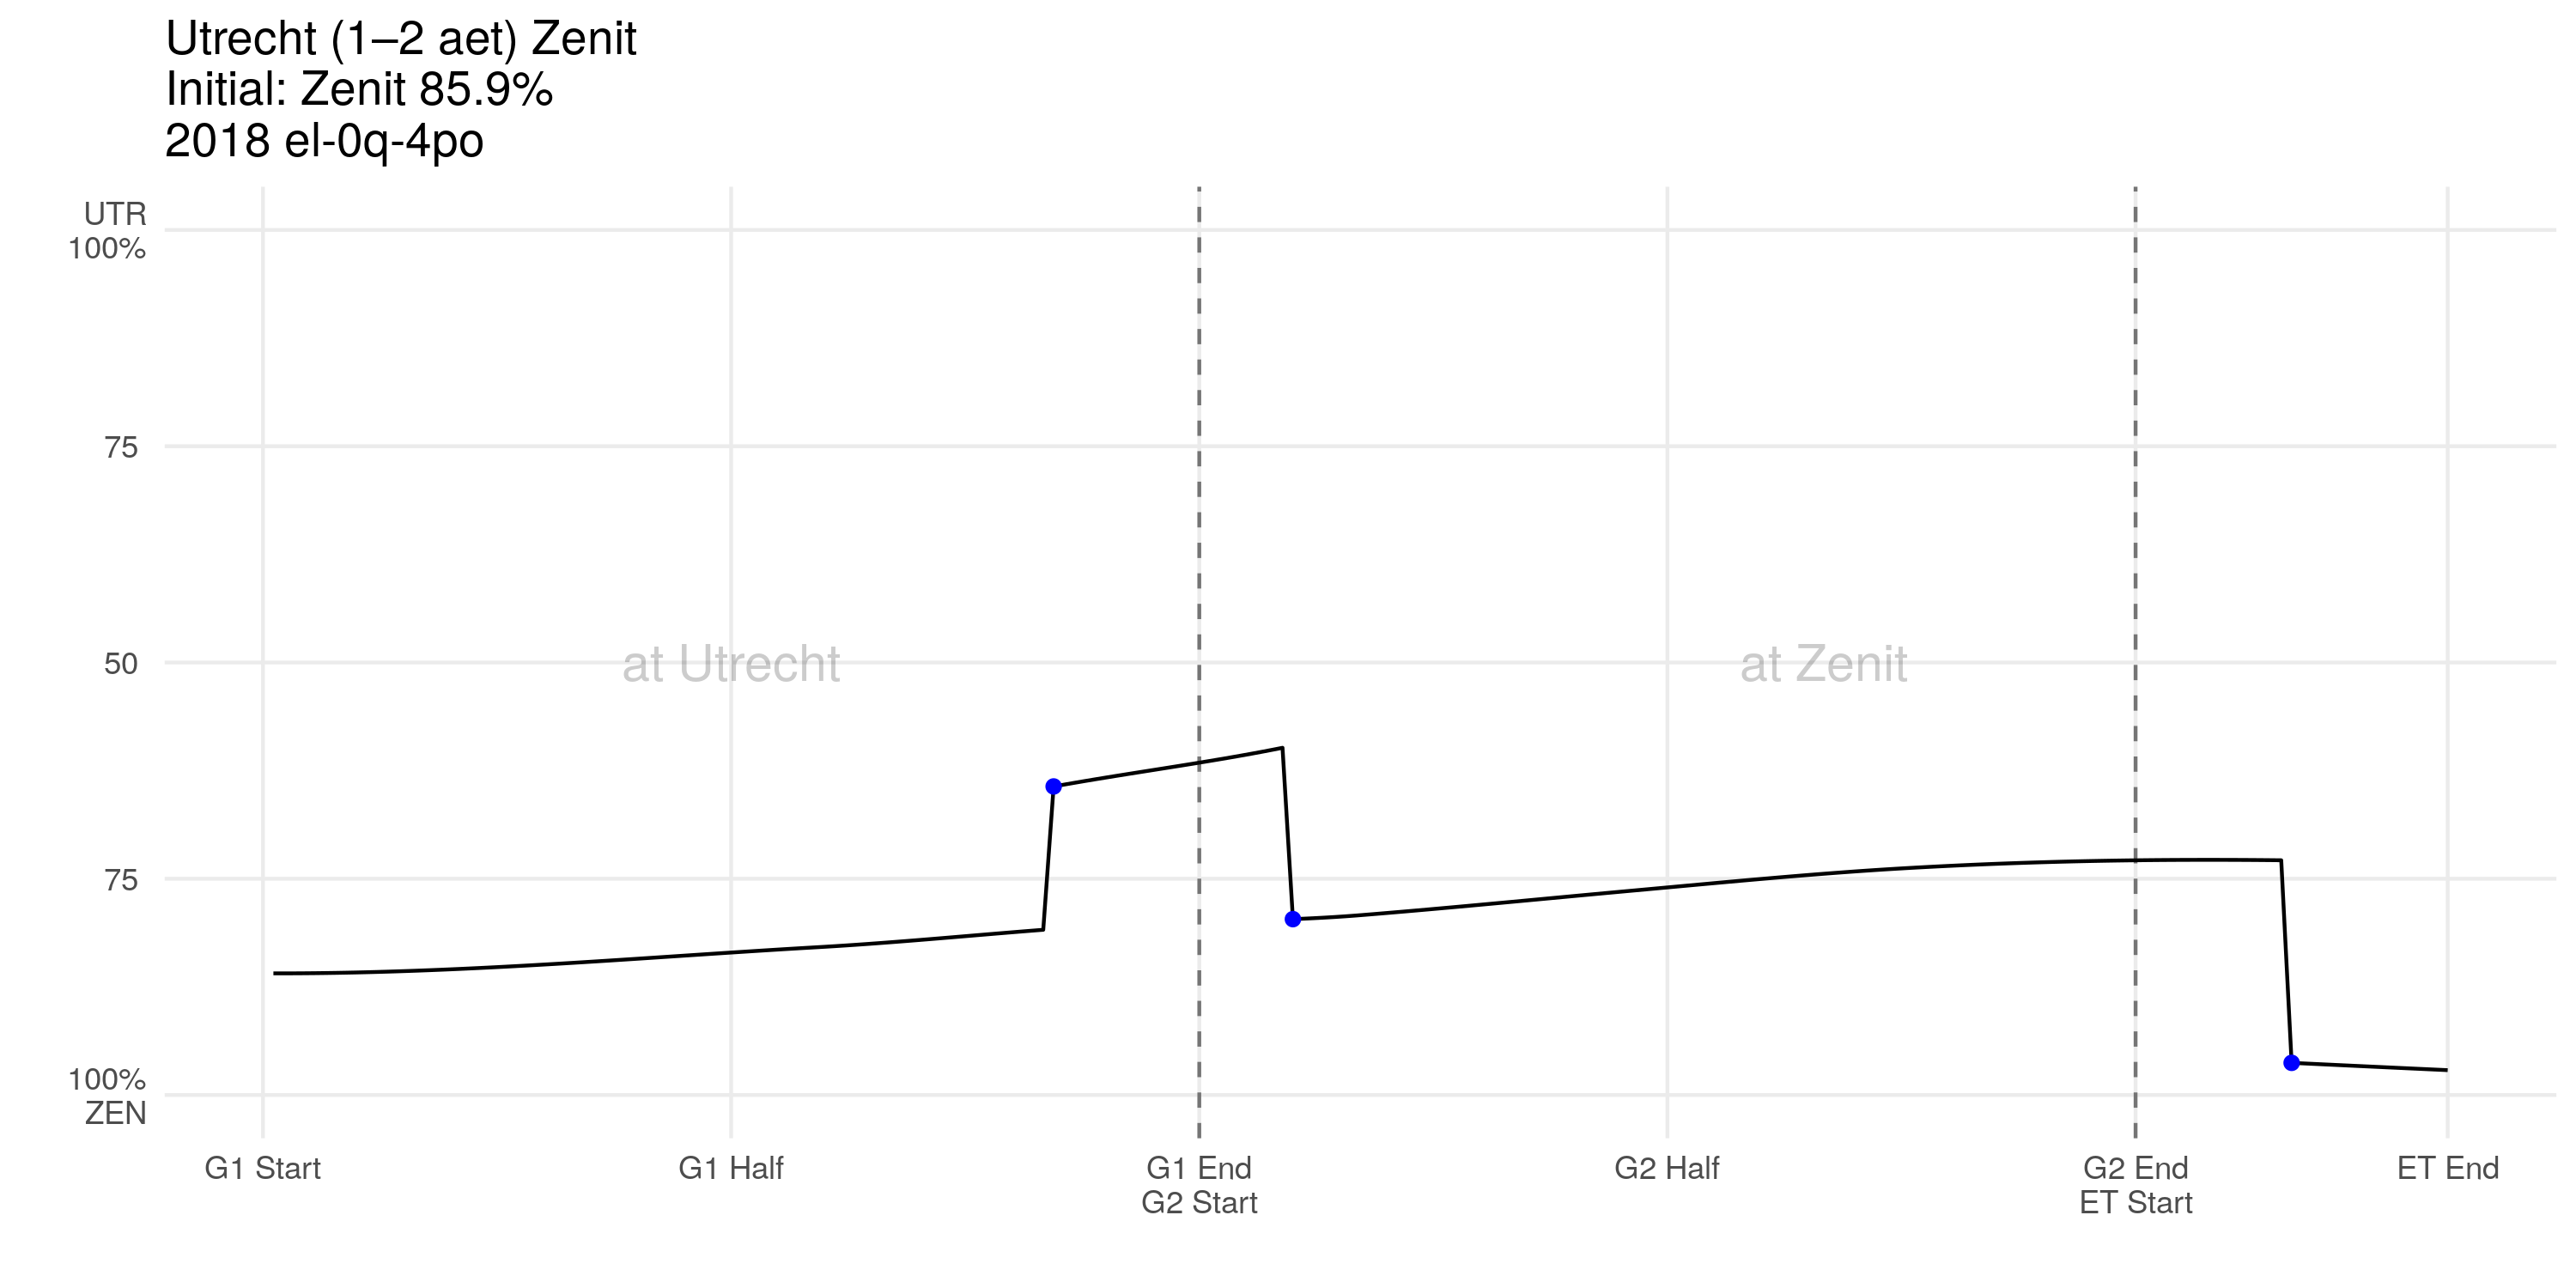 Utrecht (1–2 aet) Zenit
Initial: Zenit 85.9%
2018 el-0q-4po
UTR
100%
75
50
75
100%
ZEN
at Utrecht
at Zenit
G1 Start
G1 Half
G1 End
G2 Start
G2 Half
G2 End
ET Start
ET End